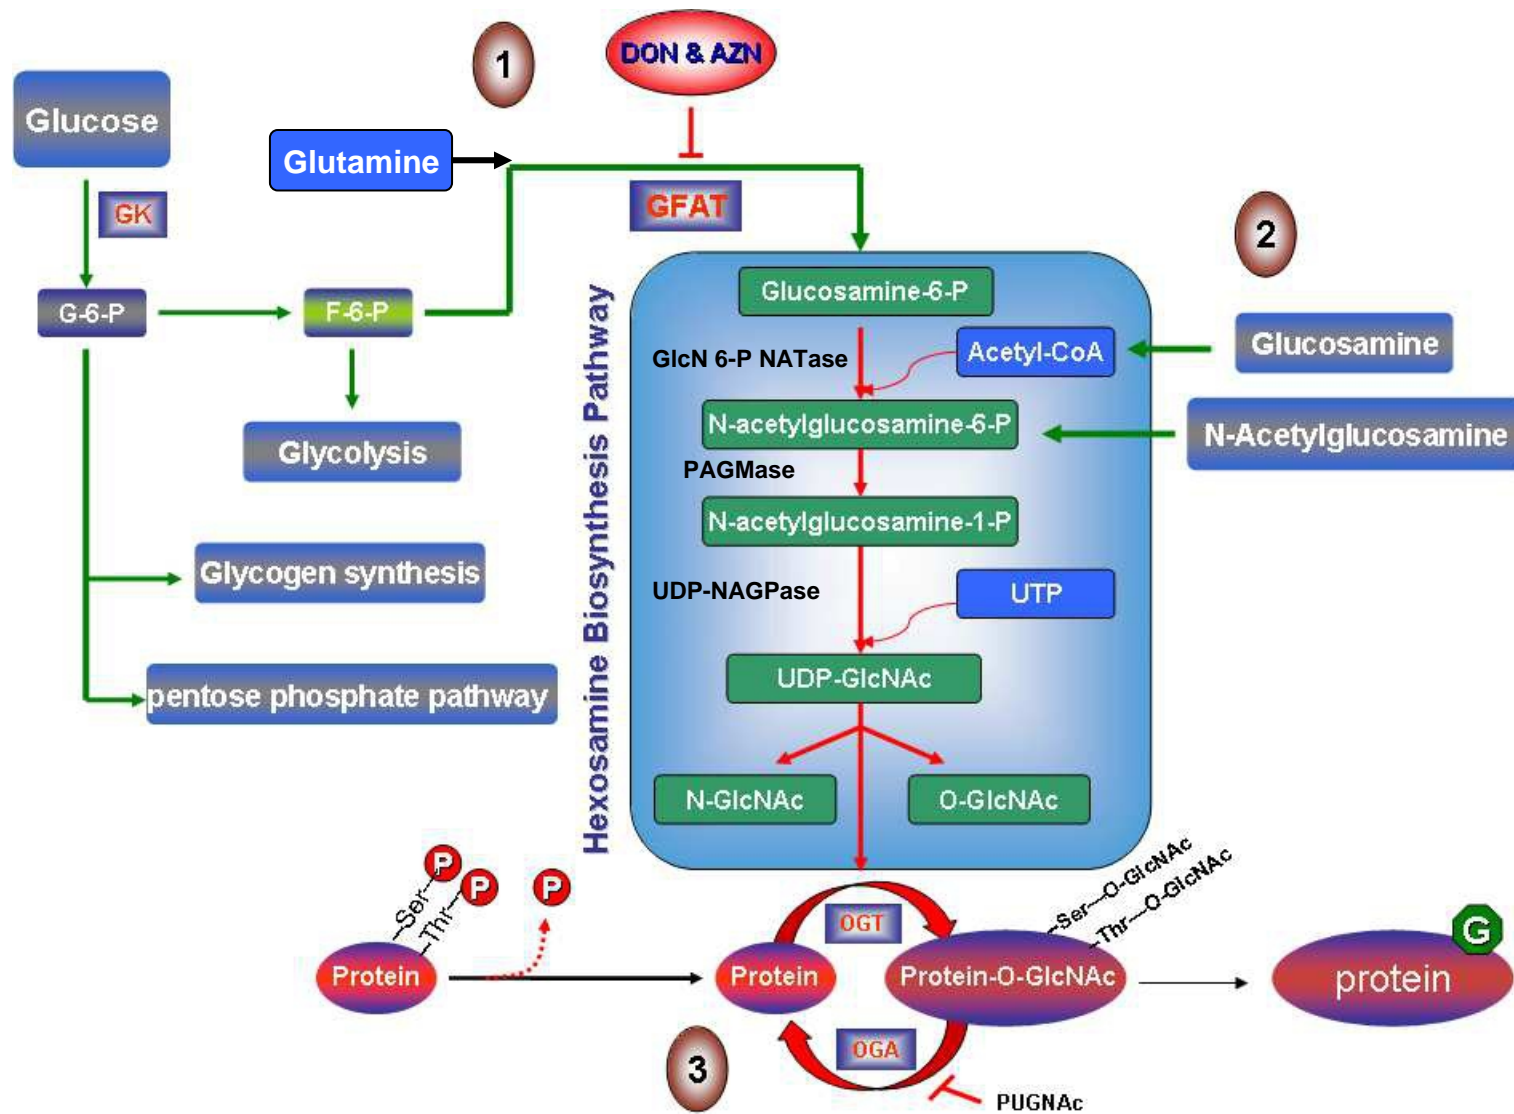 1
DON & AZN
Glucose
Glutamine
GK
GFAT
2
G-6-P
F-6-P
Glucosamine-6-P
GlcN 6-P NATase
Acetyl-CoA
Glucosamine
Glycolysis
N-acetylglucosamine-6-P
N-Acetylglucosamine
PAGMase
N-acetylglucosamine-1-P
Glycogen synthesis
UDP-NAGPase
UTP
pentose phosphate pathway
UDP-GlcNAc
N-GlcNAc
O-GlcNAc
Hexosamine Biosynthesis Pathway
P
P
P
---Ser---
---Thr---
OGT
---Ser---O-GlcNAc
---Thr---O-GlcNAc
G
Protein
Protein
Protein-O-GlcNAc
protein
OGA
3
PUGNAc